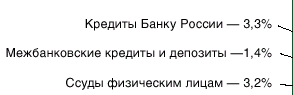 Кредиты Банку России — 3,3%
Межбанковские кредиты и депозиты —1,4%
Ссуды физическим лицам — 3,2%